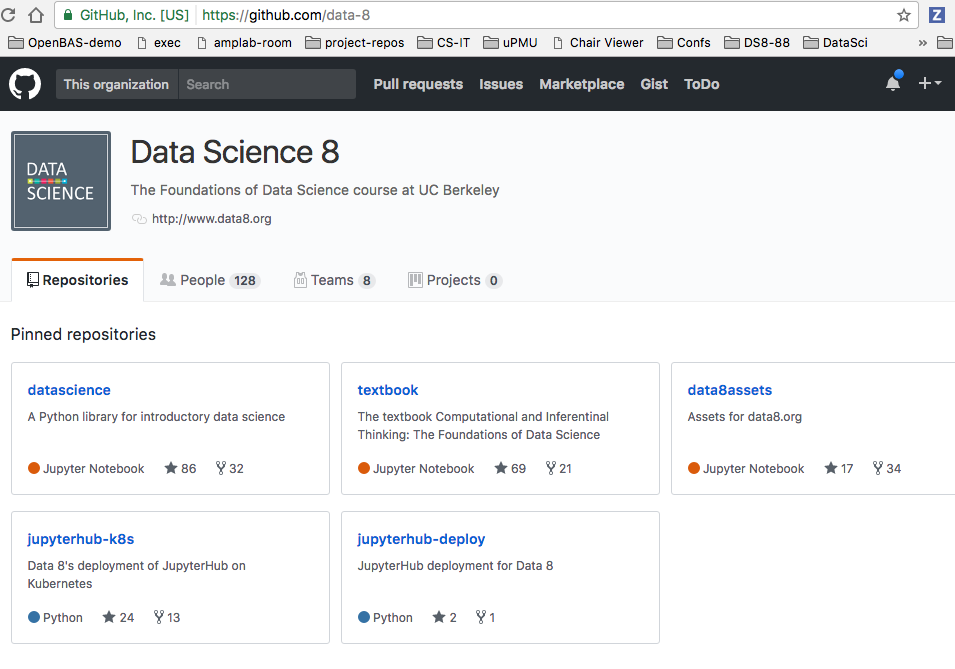 GitHub, Inc. [US] https://github.com/data-8
Z
OpenBAS-demo exec amplab-room project-repos CS-IT uPMU Chair Viewer Confs DS8-88 DataSci »
This organization Search Pull requests Issues Marketplace Gist ToDo
DATA
SCIENCE
Data Science 8
The Foundations of Data Science course at UC Berkeley
http://www.data8.org
Repositories People 128 Teams 8 Projects 0
Pinned repositories
datascience
A Python library for introductory data science
Jupyter Notebook 86 32
textbook
The textbook Computational and Inferentinal
Thinking: The Foundations of Data Science
Jupyter Notebook 69 21
data8assets
Assets for data8.org
Jupyter Notebook 17 34
jupyterhub-k8s
Data 8's deployment of JupyterHub on
Kubernetes
Python 24 13
jupyterhub-deploy
JupyterHub deployment for Data 8
Python 2 1